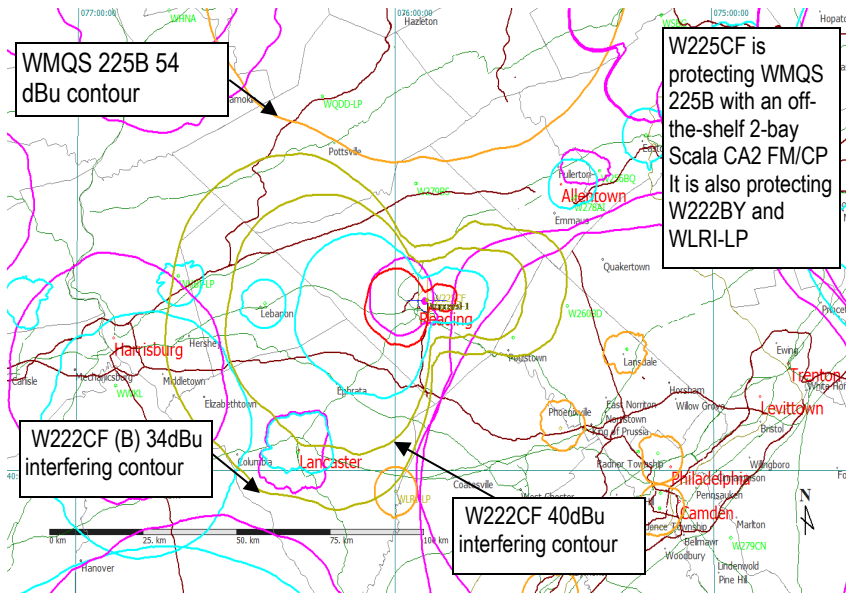 077:00:00
076:00:00
075:00:00
WHNA
Hazleton
WMQS 225B 54
dBu contour
W225CF is
protecting WMQS
225B with an off-
the-shelf 2-bay
Scala CA2 FM/CP
It is also protecting
W222BY and
WLRI-LP
WQDD-LP
Pottsville
Fullerton
Allentown
Emmaus
Quakertown
Lebanon
Reading
W260BD
Pottstown
Lansdale
Ewing
Trenton
Harrisburg
Hershey
Carlisle
Mechanicsburg
Middletown
Ephrata
Elizabethtown
Horsham
Levittown
East Norriton
Willow Grove
Norristown
King of Prussia
Phoenixville
Bristol
W222CF (B) 34dBu
interfering contour
Columbia
Lancaster
Radnor Township
Philadelphia
Pennsauken
Coatesville
West Chester
W222CF 40dBu
interfering contour
Camden
Marlton
Bellmawr
W279CN
Woodbury
Lindenwold
Pine Hill
N
0 km
25. km
50. km
75. km
100 km
Hanover